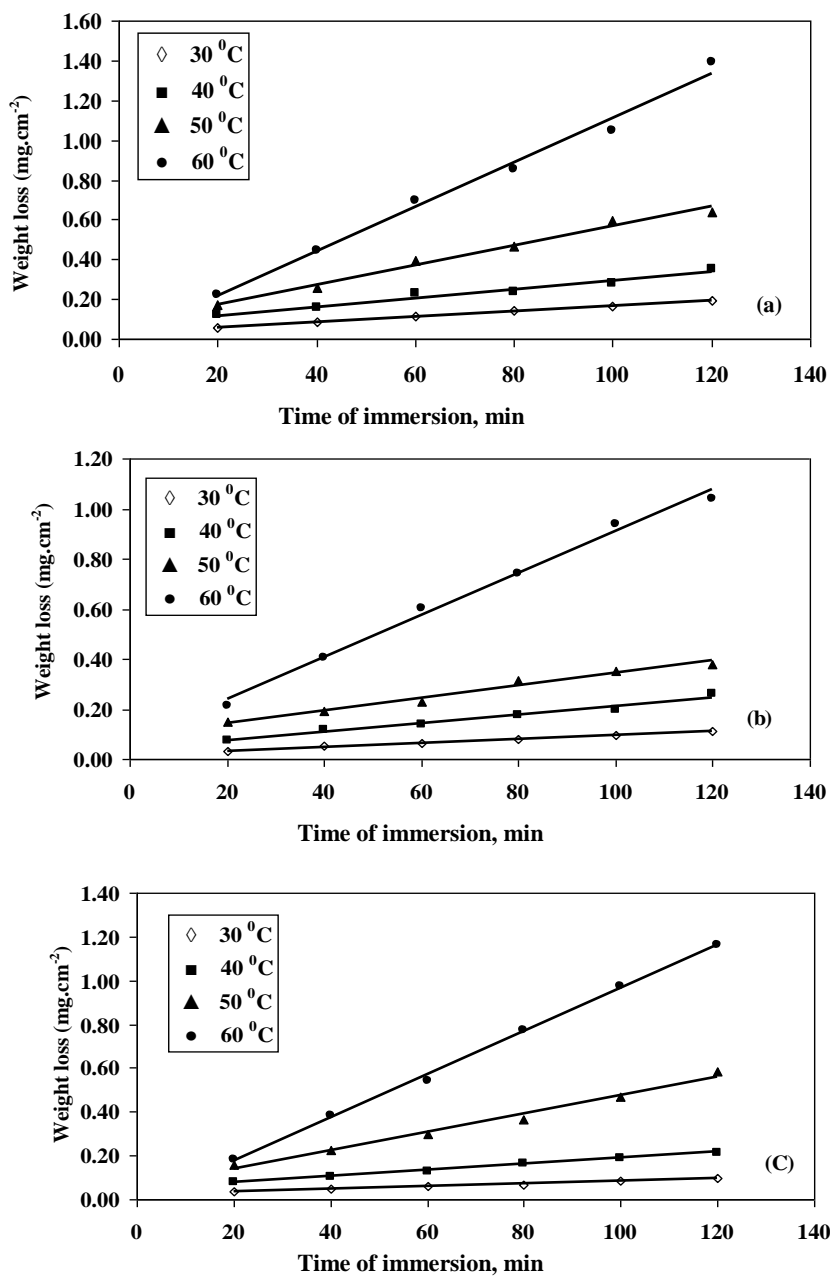 1.60
1.40
1.20
1.00
0.80
0.60
0.40
0.20
0.00
Weight loss (mg.cm⁻²)
30 ⁰C
40 ⁰C
50 ⁰C
60 ⁰C
(a)
0 20 40 60 80 100 120 140
Time of immersion, min
1.20
1.00
0.80
0.60
0.40
0.20
0.00
Weight loss (mg.cm⁻²)
30 ⁰C
40 ⁰C
50 ⁰C
60 ⁰C
(b)
0 20 40 60 80 100 120 140
Time of immersion, min
1.40
1.20
1.00
0.80
0.60
0.40
0.20
0.00
Weight loss (mg.cm⁻²)
30 ⁰C
40 ⁰C
50 ⁰C
60 ⁰C
(C)
0 20 40 60 80 100 120 140
Time of immersion, min